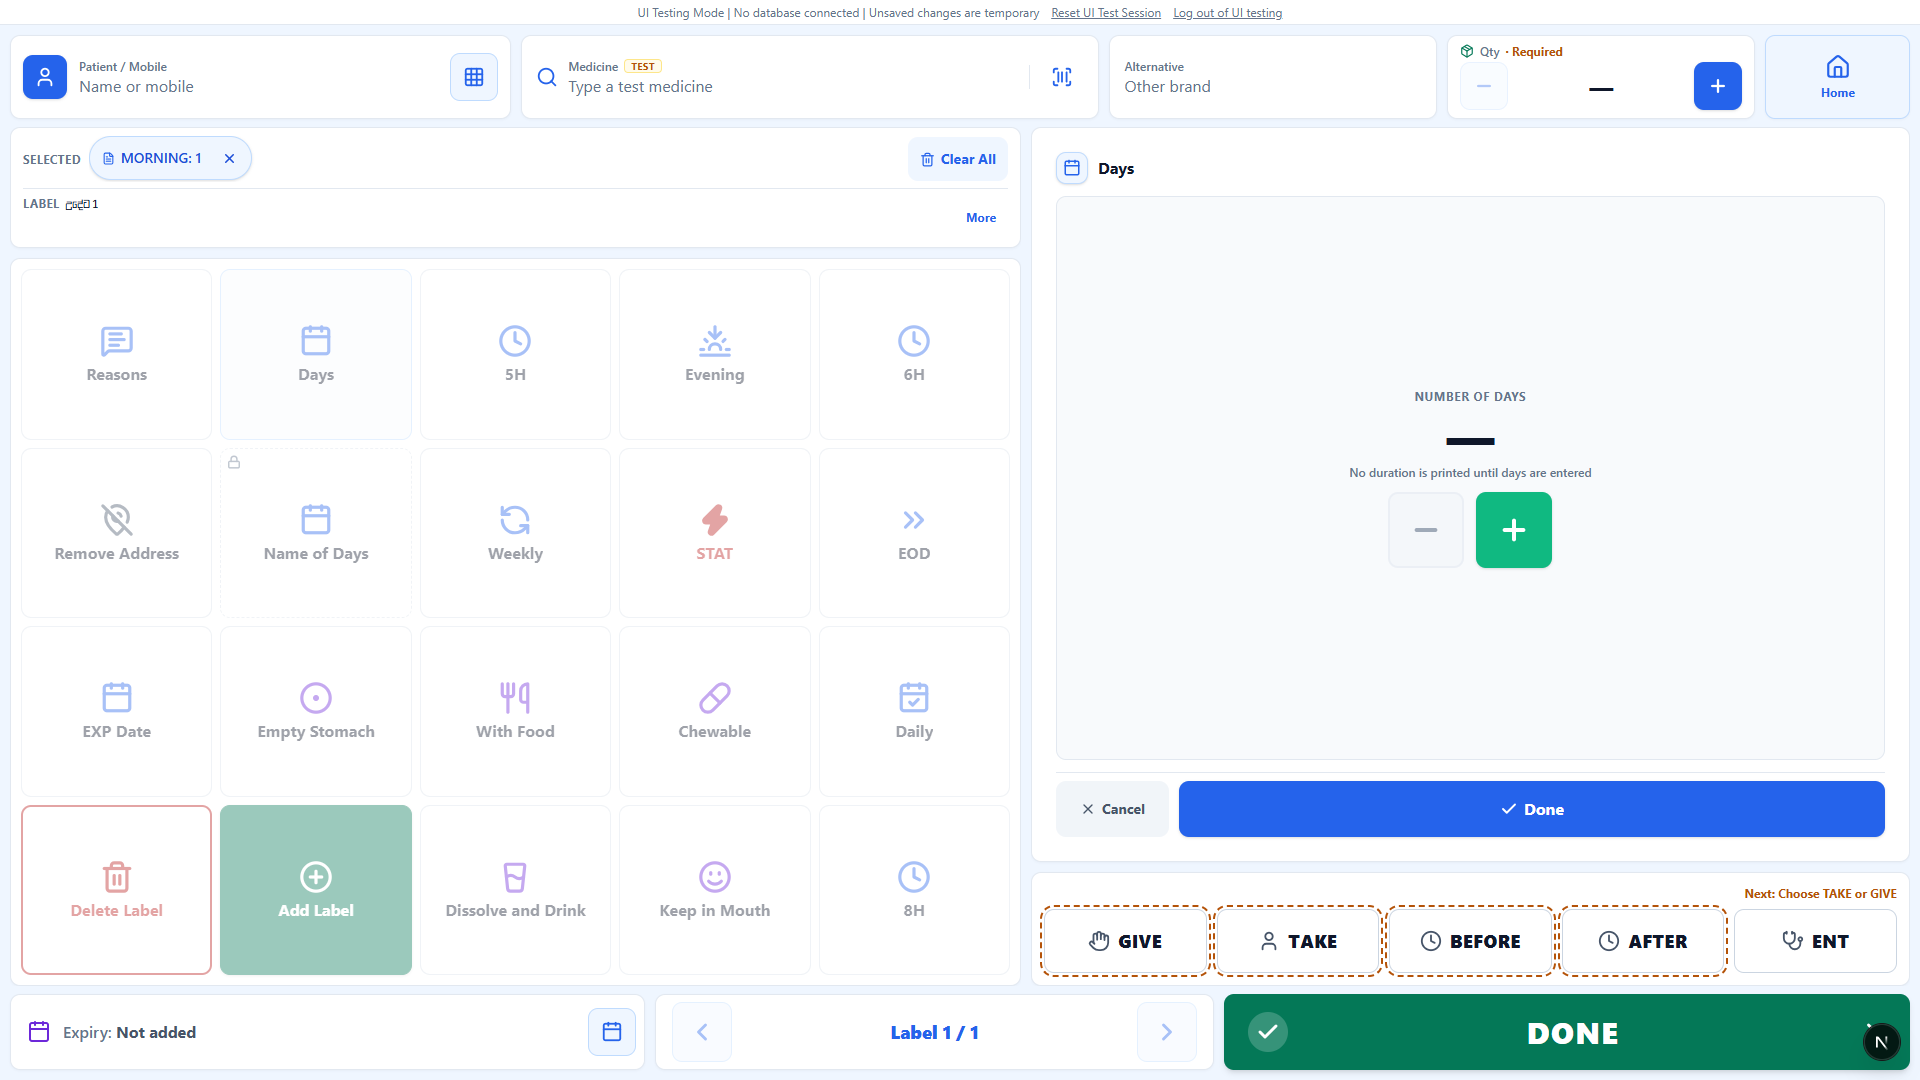 UI Testing Mode | No database connected | Unsaved changes are temporary Reset UI Test Session Log out of UI testing
Patient / Mobile
Name or mobile
Medicine TEST
Type a test medicine
Alternative
Other brand
Qty · Required
—
Home
SELECTED MORNING: 1
Clear All
LABEL 1
More
Reasons
Days
5H
Evening
6H
Remove Address
Name of Days
Weekly
STAT
EOD
EXP Date
Empty Stomach
With Food
Chewable
Daily
Delete Label
Add Label
Dissolve and Drink
Keep in Mouth
8H
Days
NUMBER OF DAYS
—
No duration is printed until days are entered
Cancel
Done
Next: Choose TAKE or GIVE
GIVE
TAKE
BEFORE
AFTER
ENT
Expiry: Not added
Label 1 / 1
DONE
N